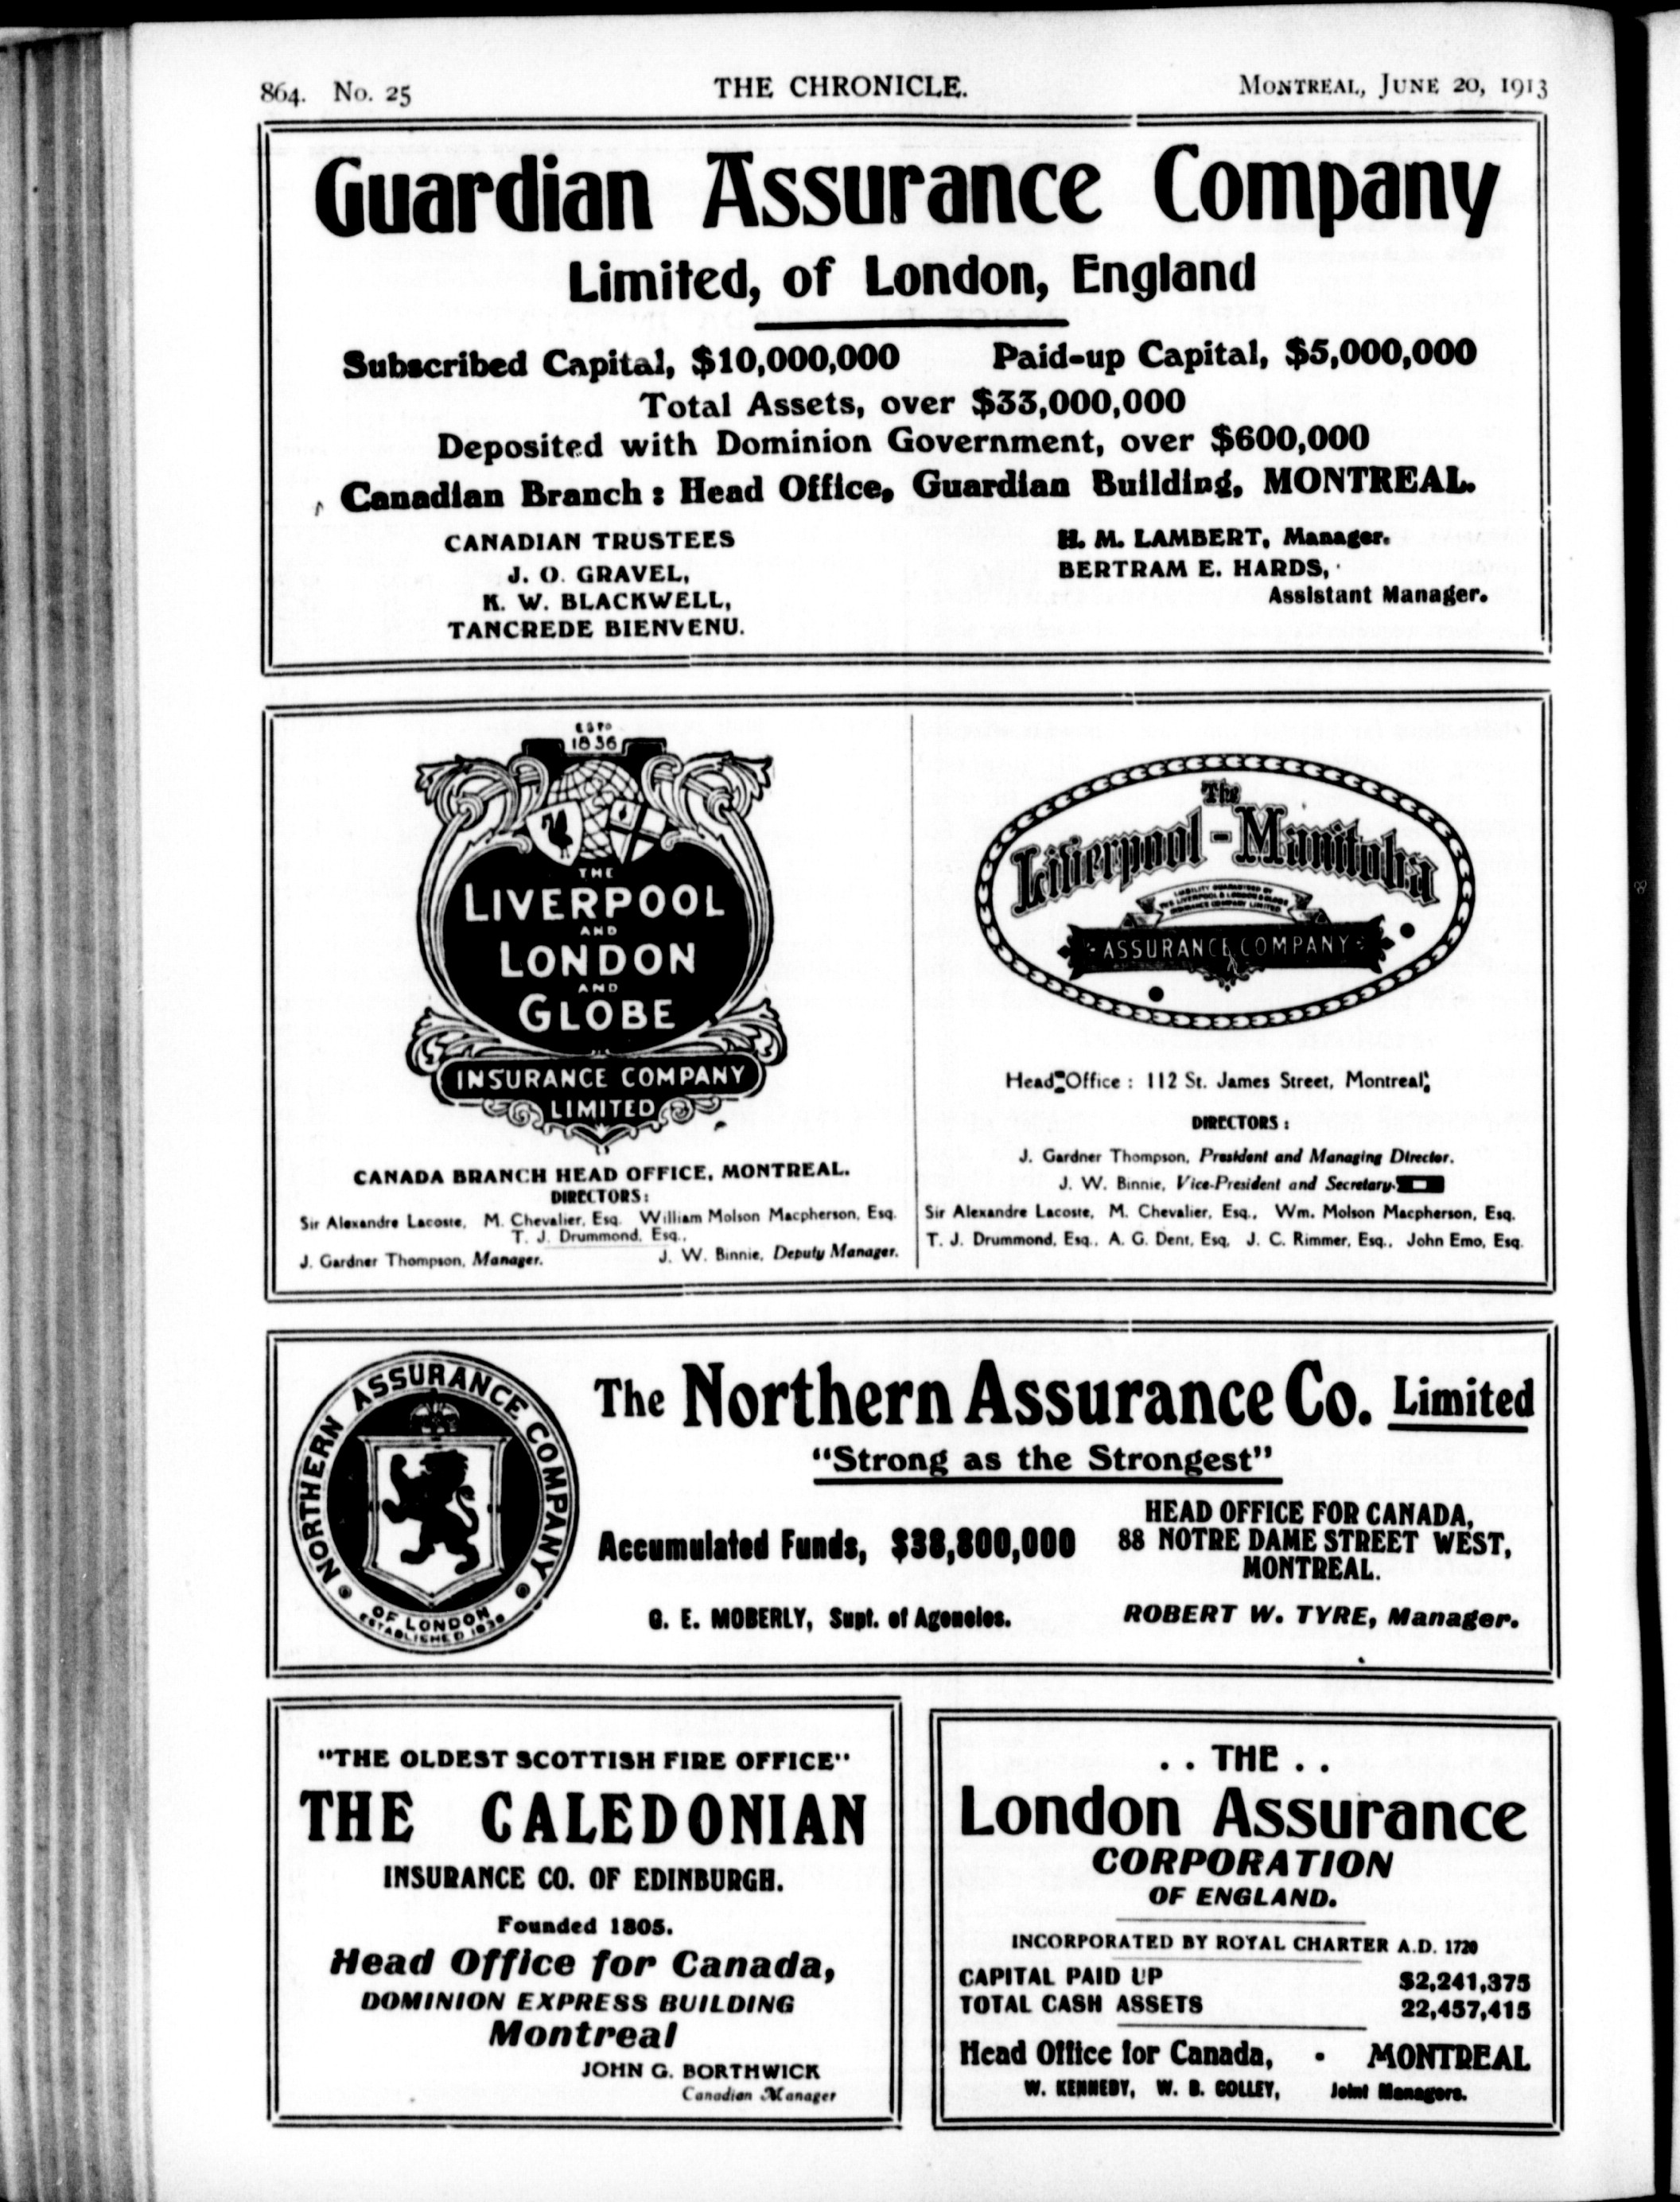 864. No. 25 THE CHRONICLE. MONTREAL, JUNE 20, 1913
Guardian Assurance Company
Limited, of London, England
Subscribed Capital, $10,000,000 Paid-up Capital, $5,000,000
Total Assets, over $33,000,000
Deposited with Dominion Government, over $600,000
Canadian Branch : Head Office, Guardian Building, MONTREAL.
CANADIAN TRUSTEES
J. O. GRAVEL,
K. W. BLACKWELL,
TANCREDE BIENVENU.
H. M. LAMBERT, Manager.
BERTRAM E. HARDS,
Assistant Manager.
ESTD
1836
THE
LIVERPOOL
AND
LONDON
AND
GLOBE
INSURANCE COMPANY
LIMITED
CANADA BRANCH HEAD OFFICE, MONTREAL.
DIRECTORS:
Sir Alexandre Lacoste, M. Chevalier, Esq. William Molson Macpherson, Esq.
T. J. Drummond, Esq.,
J. Gardner Thompson, Manager. J. W. Binnie, Deputy Manager.
The
Liverpool-Manitoba
LIABILITY GUARANTEED BY
THE LIVERPOOL & LONDON & GLOBE
INSURANCE COMPANY LIMITED
ASSURANCE COMPANY
Head Office : 112 St. James Street, Montreal
DIRECTORS :
J. Gardner Thompson, President and Managing Director.
J. W. Binnie, Vice-President and Secretary.
Sir Alexandre Lacoste, M. Chevalier, Esq., Wm. Molson Macpherson, Esq.
T. J. Drummond, Esq., A. G. Dent, Esq, J. C. Rimmer, Esq., John Emo, Esq.
NORTHERN ASSURANCE COMPANY
OF LONDON
ESTABLISHED 1836
The Northern Assurance Co. Limited
"Strong as the Strongest"
Accumulated Funds, $38,800,000
HEAD OFFICE FOR CANADA,
88 NOTRE DAME STREET WEST,
MONTREAL.
G. E. MOBERLY, Supt. of Agencies. ROBERT W. TYRE, Manager.
"THE OLDEST SCOTTISH FIRE OFFICE"
THE CALEDONIAN
INSURANCE CO. OF EDINBURGH.
Founded 1805.
Head Office for Canada,
DOMINION EXPRESS BUILDING
Montreal
JOHN G. BORTHWICK
Canadian Manager
. . THE . .
London Assurance
CORPORATION
OF ENGLAND.
INCORPORATED BY ROYAL CHARTER A.D. 1720
CAPITAL PAID UP $2,241,375
TOTAL CASH ASSETS 22,457,415
Head Office for Canada, - MONTREAL
W. KENNEDY, W. B. COLLEY, Joint Managers.